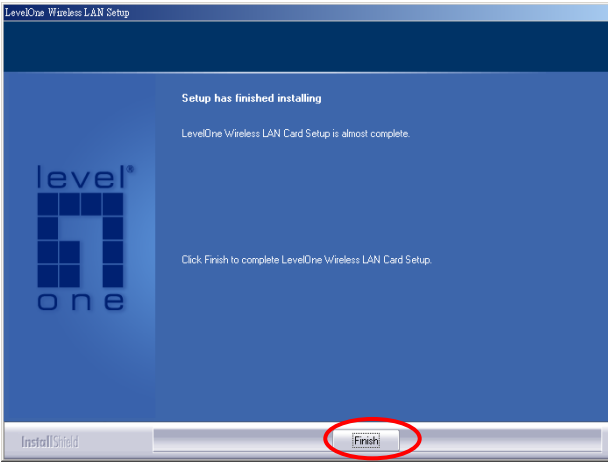 LevelOne Wireless LAN Setup
Setup has finished installing
LevelOne Wireless LAN Card Setup is almost complete.
level®
one
Click Finish to complete LevelOne Wireless LAN Card Setup.
InstallShield
Finish